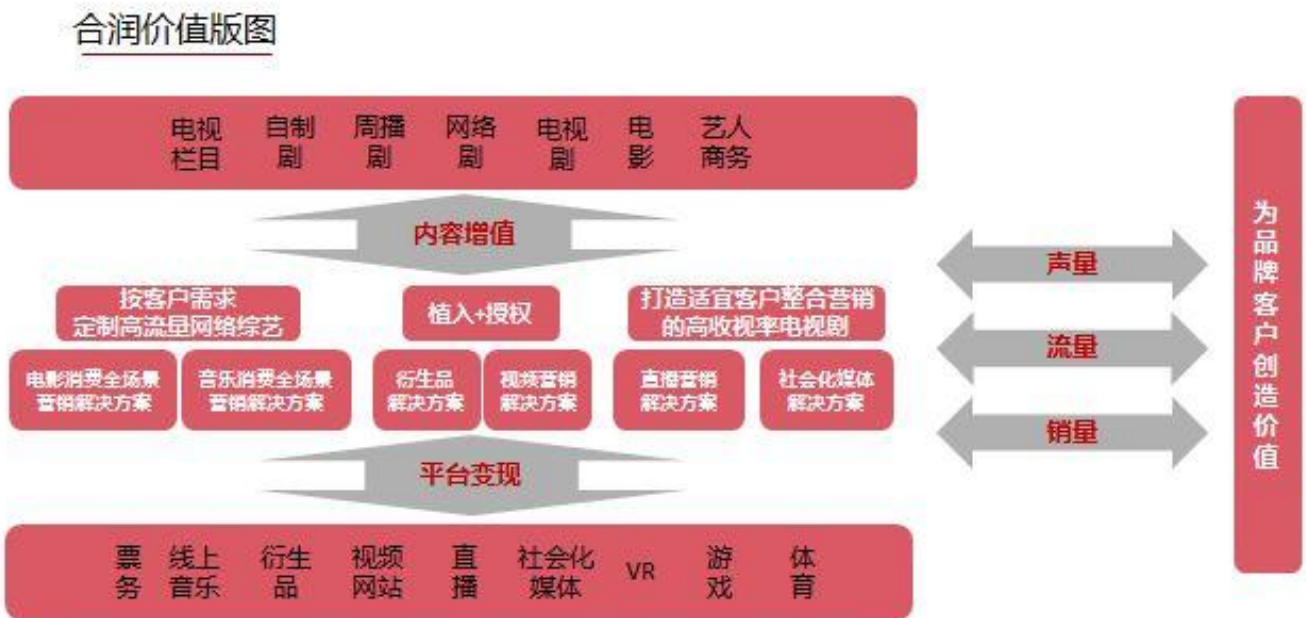 合润价值版图
电视 自制 周播 网络 电视 电 艺人
栏目 剧 剧 剧 剧 影 商务
内容增值
按客户需求
定制高流量网络综艺
植入+授权
打造适宜客户整合营销
的高收视率电视剧
电影消费全场景
营销解决方案
音乐消费全场景
营销解决方案
衍生品
解决方案
视频营销
解决方案
直播营销
解决方案
社会化媒体
解决方案
平台变现
票 线上 衍生 视频 直 社会化 VR 游 体
务 音乐 品 网站 播 媒体 戏 育
声量
流量
销量
为品牌客户创造价值